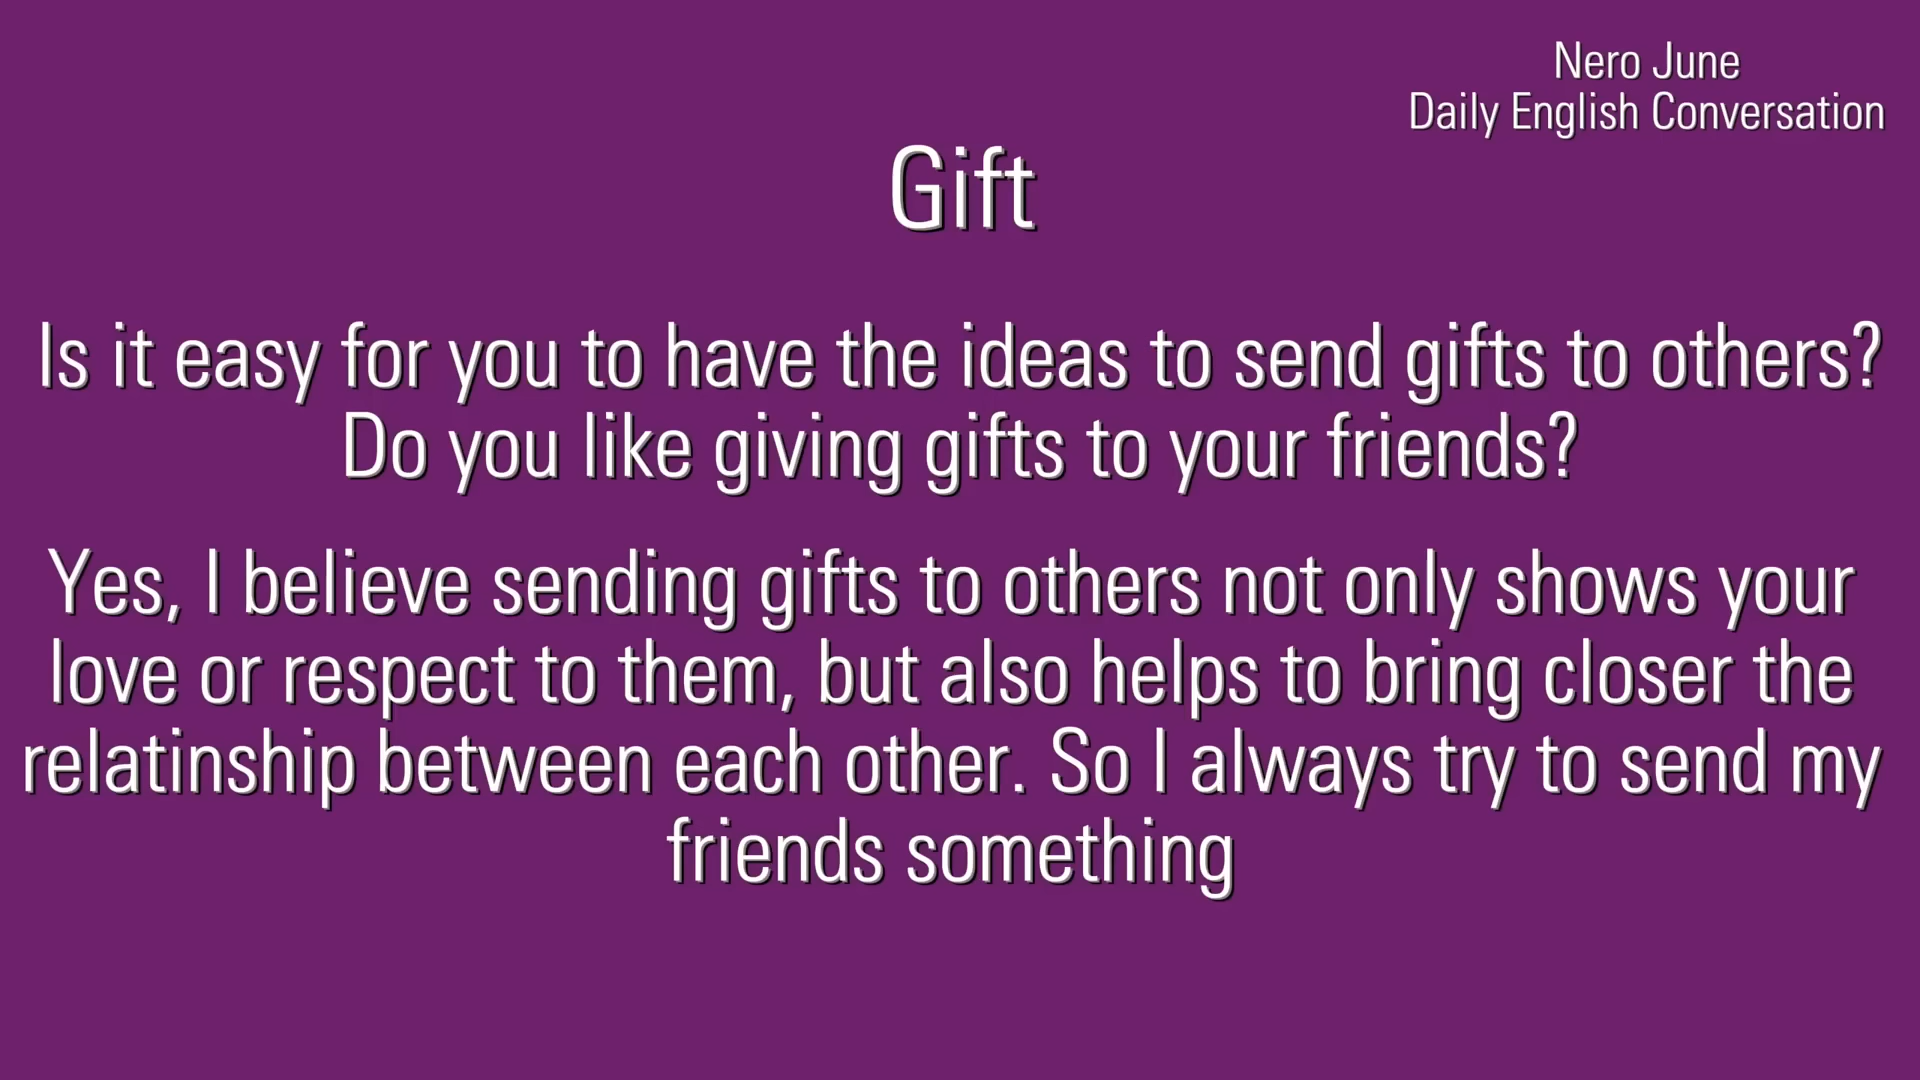 Nero June
Daily English Conversation
Gift
Is it easy for you to have the ideas to send gifts to others?
Do you like giving gifts to your friends?
Yes, I believe sending gifts to others not only shows your
love or respect to them, but also helps to bring closer the
relatinship between each other. So I always try to send my
friends something